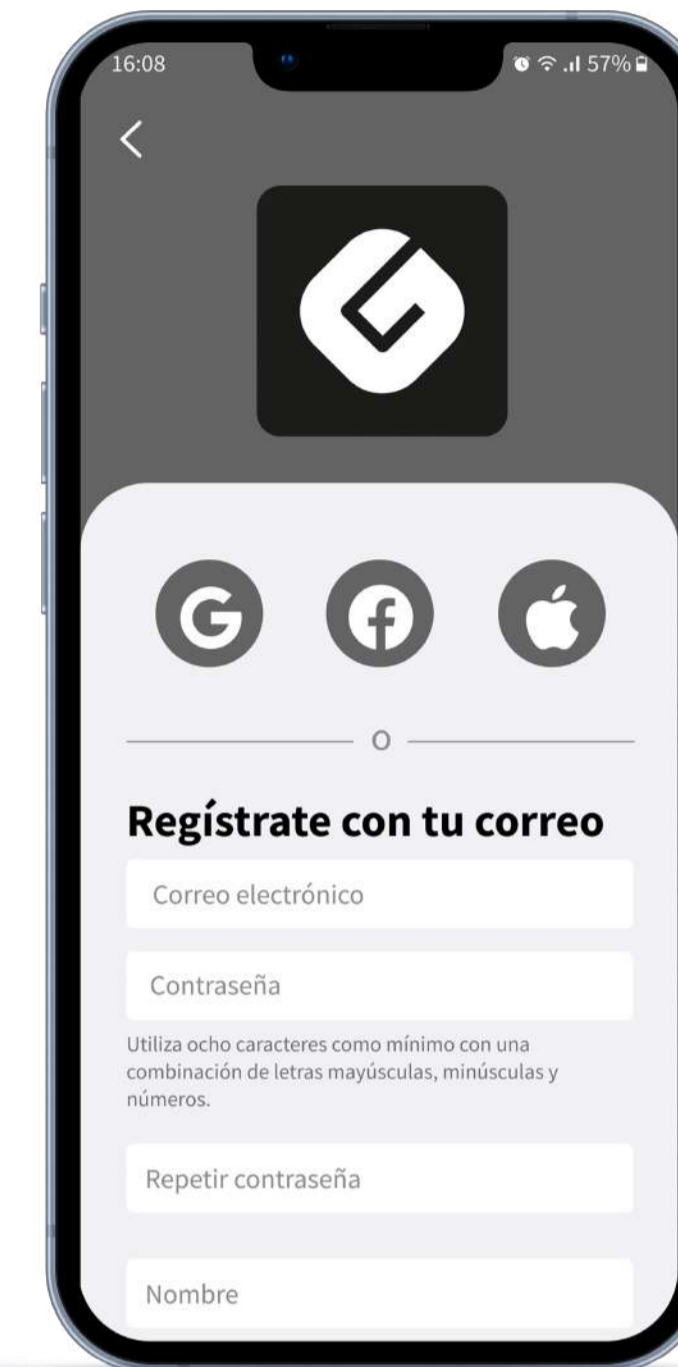 16:08
57%
O
Regístrate con tu correo
Correo electrónico
Contraseña
Utiliza ocho caracteres como mínimo con una
combinación de letras mayúsculas, minúsculas y
números.
Repetir contraseña
Nombre